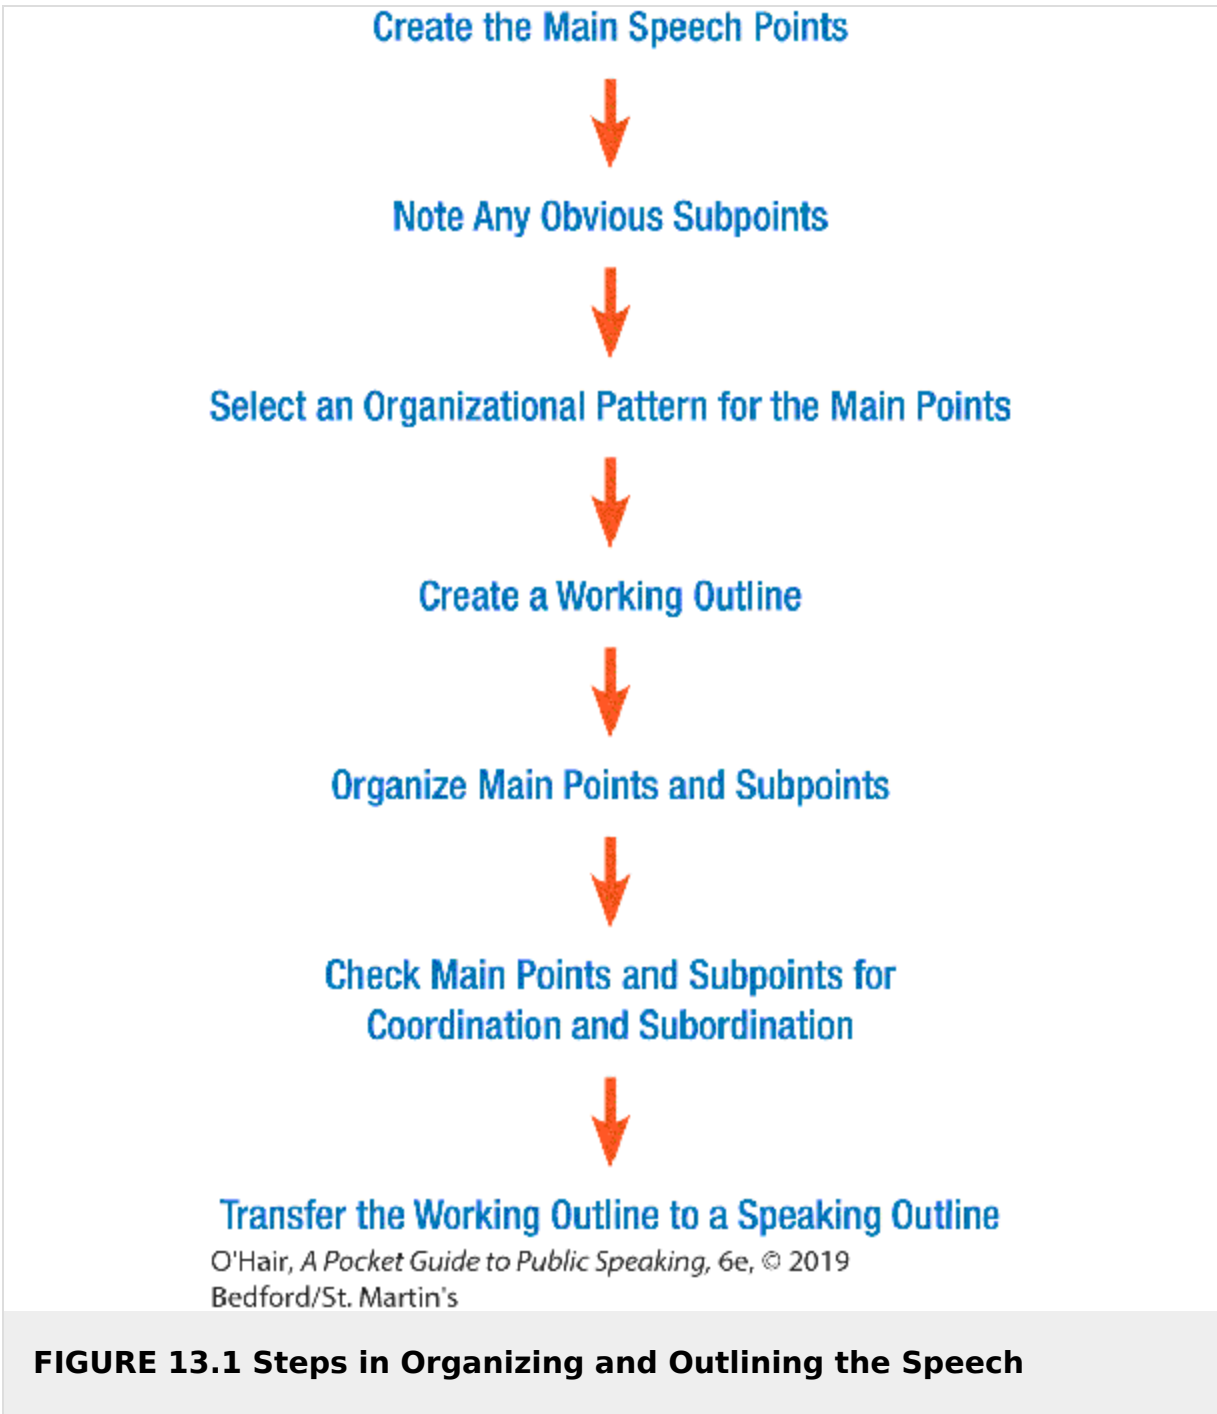 Create the Main Speech Points
Note Any Obvious Subpoints
Select an Organizational Pattern for the Main Points
Create a Working Outline
Organize Main Points and Subpoints
Check Main Points and Subpoints for
Coordination and Subordination
Transfer the Working Outline to a Speaking Outline
O'Hair, A Pocket Guide to Public Speaking, 6e, © 2019
Bedford/St. Martin's
FIGURE 13.1 Steps in Organizing and Outlining the Speech